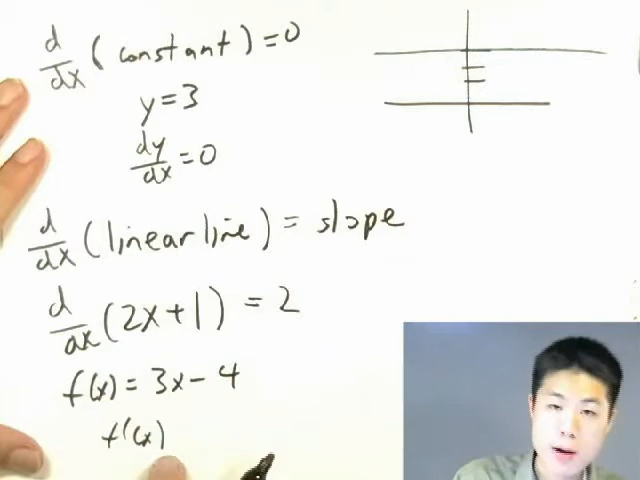 d/dx (constant) = 0
y = 3
dy/dx = 0
d/dx (linear line) = slope
d/dx (2x+1) = 2
f(x) = 3x - 4
f'(x)